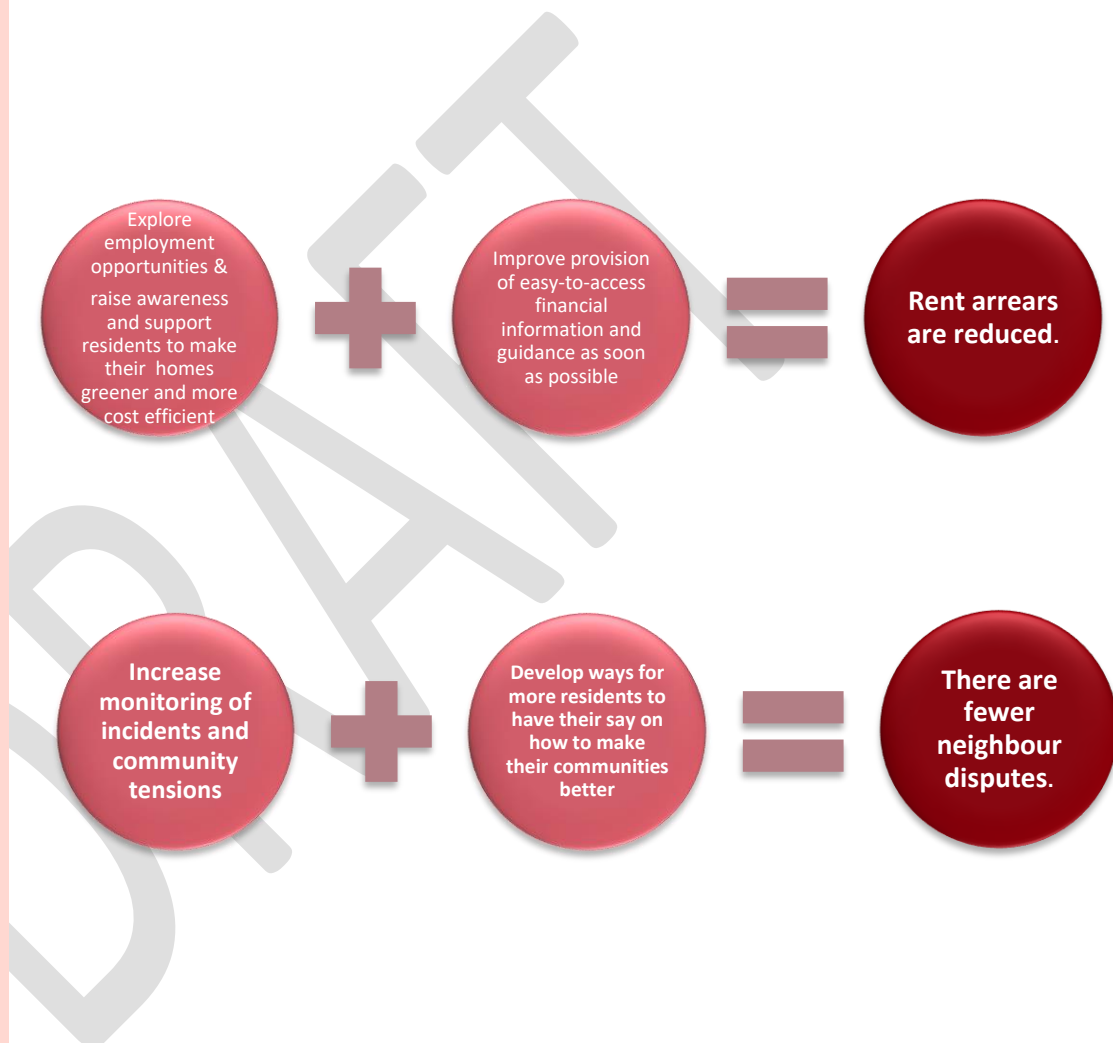 Explore
employment
opportunities &
raise awareness
and support
residents to make
their homes
greener and more
cost efficient
Improve provision
of easy-to-access
financial
information and
guidance as soon
as possible
Rent arrears
are reduced.
Increase
monitoring of
incidents and
community
tensions
Develop ways for
more residents to
have their say on
how to make
their communities
better
There are
fewer
neighbour
disputes.
DRAFT